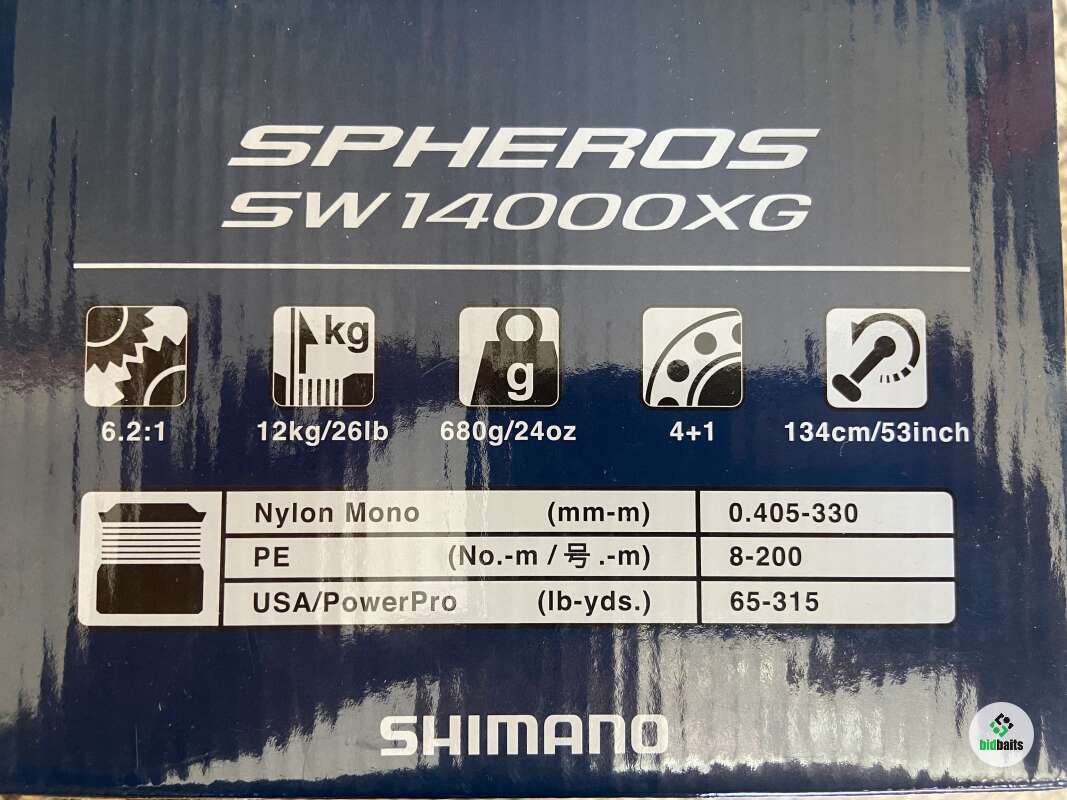 SPHEROS
SW14000XG
kg
g
6.2:1 12kg/26lb 680g/24oz 4+1 134cm/53inch
Nylon Mono (mm-m) 0.405-330
PE (No.-m / 号.-m) 8-200
USA/PowerPro (lb-yds.) 65-315
SHIMANO
bidbaits